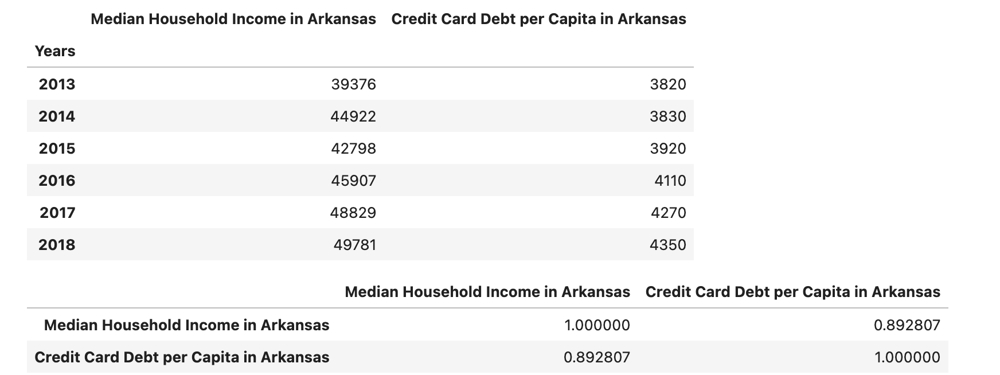 Median Household Income in Arkansas Credit Card Debt per Capita in Arkansas
Years
2013 39376 3820
2014 44922 3830
2015 42798 3920
2016 45907 4110
2017 48829 4270
2018 49781 4350
Median Household Income in Arkansas Credit Card Debt per Capita in Arkansas
Median Household Income in Arkansas 1.000000 0.892807
Credit Card Debt per Capita in Arkansas 0.892807 1.000000